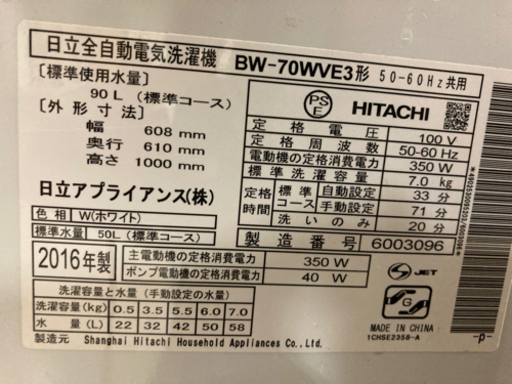 日立全自動電気洗濯機 BW-70WVE3形 50-60Hz共用
[標準使用水量]
90L (標準コース)
[外形寸法]
幅 608 mm
奥行 610 mm
高さ 1000 mm
日立アプライアンス(株)
色相 W(ホワイト)
標準水量 50L (標準コース)
PS
E
HITACHI
定格電圧 100 V
定格周波数 50-60 Hz
電動機の定格消費電力 350 W
標準洗濯容量 7.0 kg
定格時間 標準 自動設定 33 分
コース 手動設定 71 分
洗いのみ 20 分
製造番号 6003096
2016年製
主電動機の定格消費電力 350 W
ポンプ電動機の定格消費電力 40 W
洗濯容量と水量 (手動設定の水量)
洗濯容量(kg) 0.5 3.5 5.5 6.0 7.0
水量(L) 22 32 42 50 58
製造元 Shanghai Hitachi Household Appliances Co., Ltd.
S JET
G
MADE IN CHINA
1CHSE2358-A
-P-